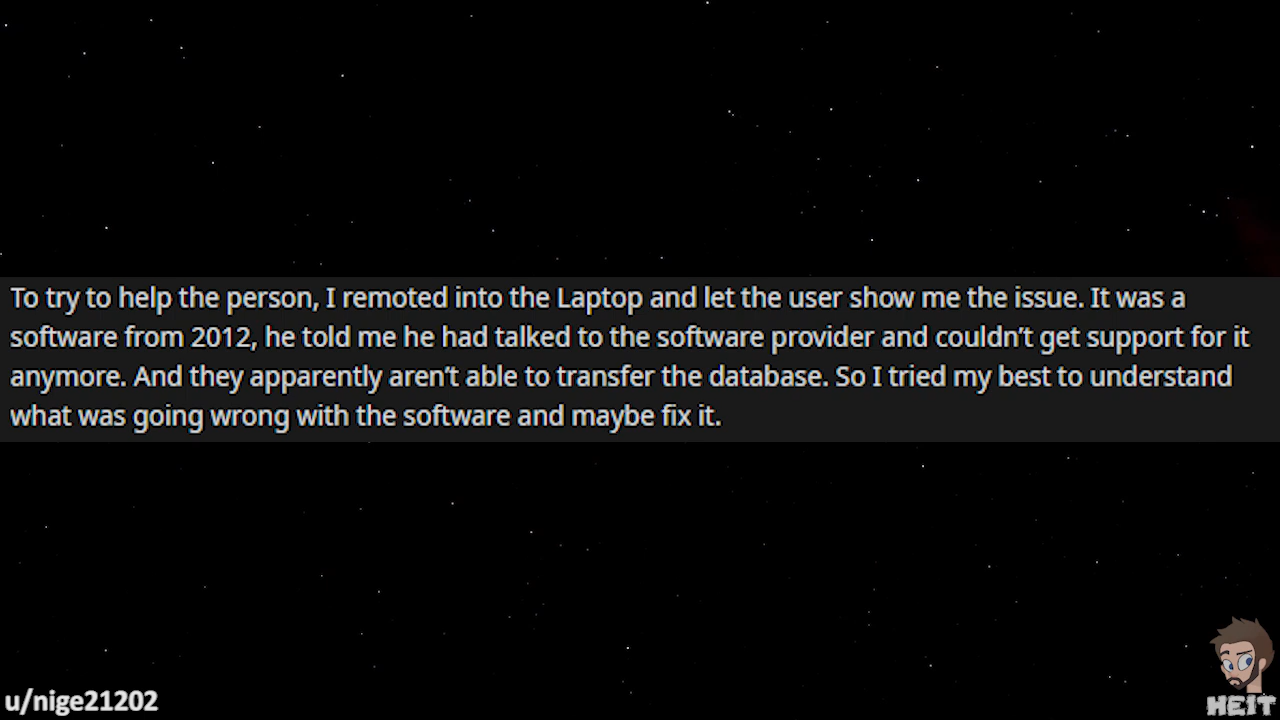 To try to help the person, I remoted into the Laptop and let the user show me the issue. It was a
software from 2012, he told me he had talked to the software provider and couldn’t get support for it
anymore. And they apparently aren’t able to transfer the database. So I tried my best to understand
what was going wrong with the software and maybe fix it.
u/nige21202
HEIT